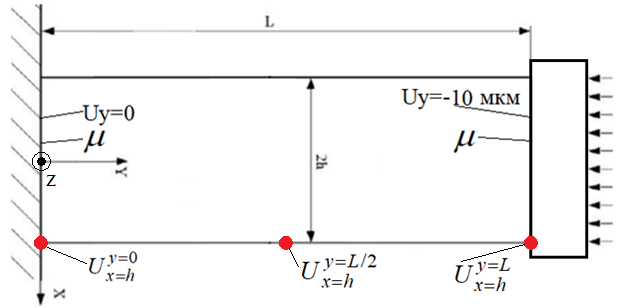 L
Uy=0
Uy=-10 мкм
μ
μ
2h
Y
z
U y=0 x=h
U y=L/2 x=h
U y=L x=h
X